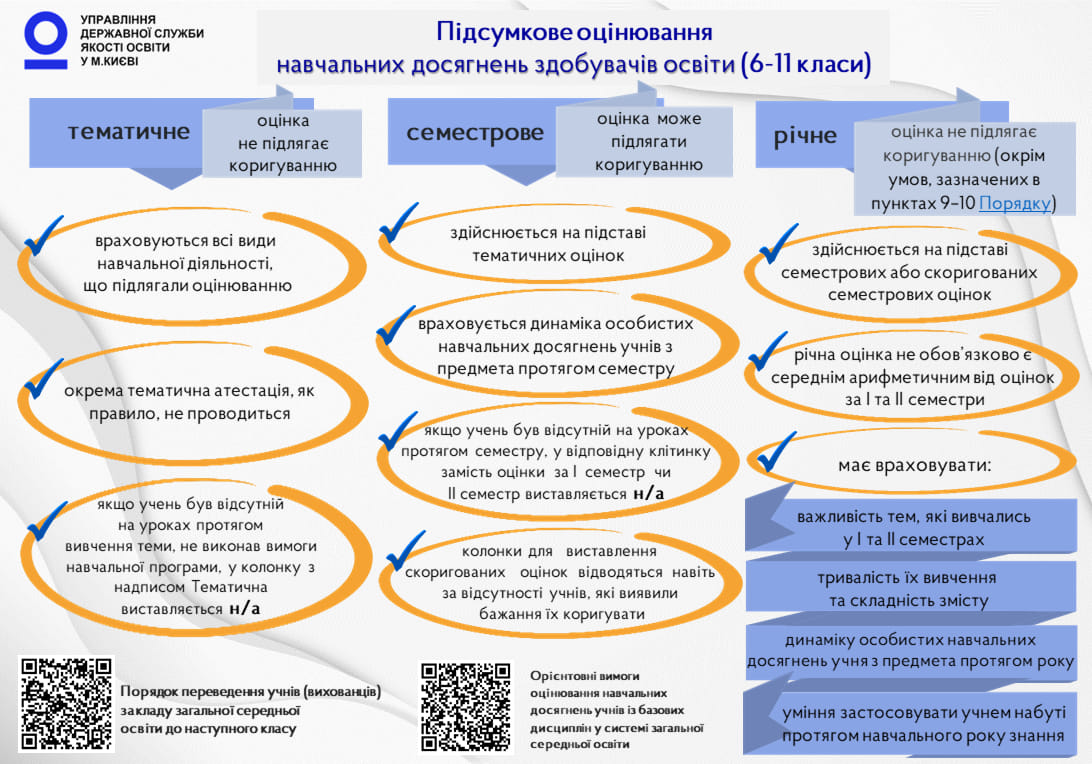 УПРАВЛІННЯ
ДЕРЖАВНОЇ СЛУЖБИ
ЯКОСТІ ОСВІТИ
У М.КИЄВІ
Підсумкове оцінювання
навчальних досягнень здобувачів освіти (6-11 класи)
тематичне
оцінка
не підлягає
коригуванню
враховуються всі види
навчальної діяльності,
що підлягали оцінюванню
окрема тематична атестація, як
правило, не проводиться
якщо учень був відсутній
на уроках протягом
вивчення теми, не виконав вимоги
навчальної програми, у колонку з
надписом Тематична
виставляється н/а
семестрове
оцінка може
підлягати
коригуванню
здійснюється на підставі
тематичних оцінок
враховується динаміка особистих
навчальних досягнень учнів з
предмета протягом семестру
якщо учень був відсутній на уроках
протягом семестру, у відповідну клітинку
замість оцінки за І семестр чи
ІІ семестр виставляється н/а
колонки для виставлення
скоригованих оцінок відводяться навіть
за відсутності учнів, які виявили
бажання їх коригувати
річне
оцінка не підлягає
коригуванню (окрім
умов, зазначених в
пунктах 9–10 Порядку)
здійснюється на підставі
семестрових або скоригованих
семестрових оцінок
річна оцінка не обов'язково є
середнім арифметичним від оцінок
за І та ІІ семестри
має враховувати:
важливість тем, які вивчались
у І та ІІ семестрах
тривалість їх вивчення
та складність змісту
динаміку особистих навчальних
досягнень учня з предмета протягом року
уміння застосовувати учнем набуті
протягом навчального року знання
Порядок переведення учнів (вихованців)
закладу загальної середньої
освіти до наступного класу
Орієнтовні вимоги
оцінювання навчальних
досягнень учнів із базових
дисциплін у системі загальної
середньої освіти